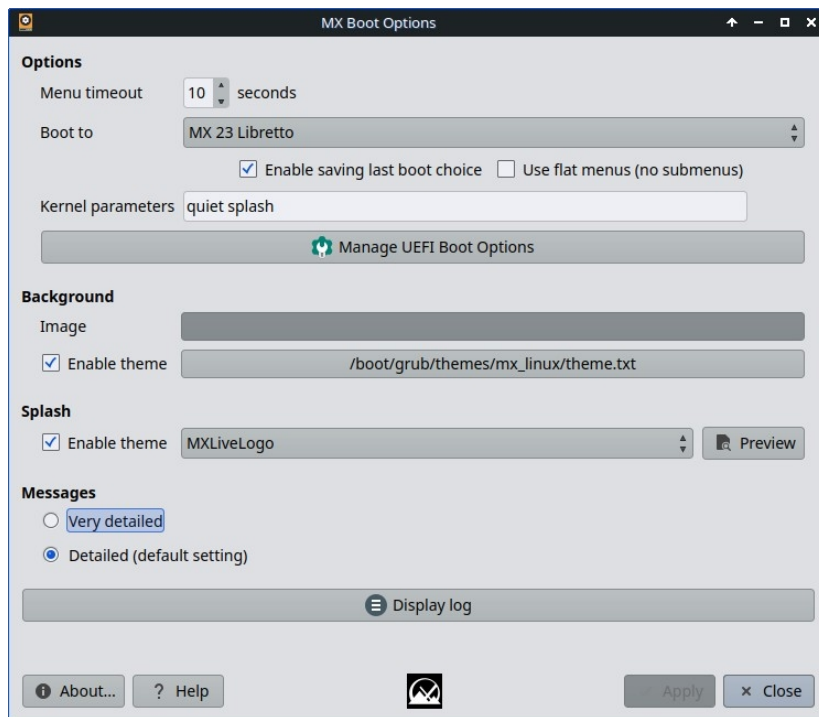 MX Boot Options
Options
Menu timeout 10 seconds
Boot to MX 23 Libretto
Enable saving last boot choice Use flat menus (no submenus)
Kernel parameters quiet splash
Manage UEFI Boot Options
Background
Image
Enable theme /boot/grub/themes/mx_linux/theme.txt
Splash
Enable theme MXLiveLogo Preview
Messages
Very detailed
Detailed (default setting)
Display log
About... ? Help Apply Close